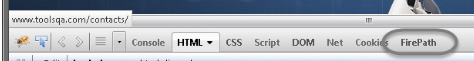 www.toolsqa.com/contacts/
Console HTML CSS Script DOM Net Cookies FirePath